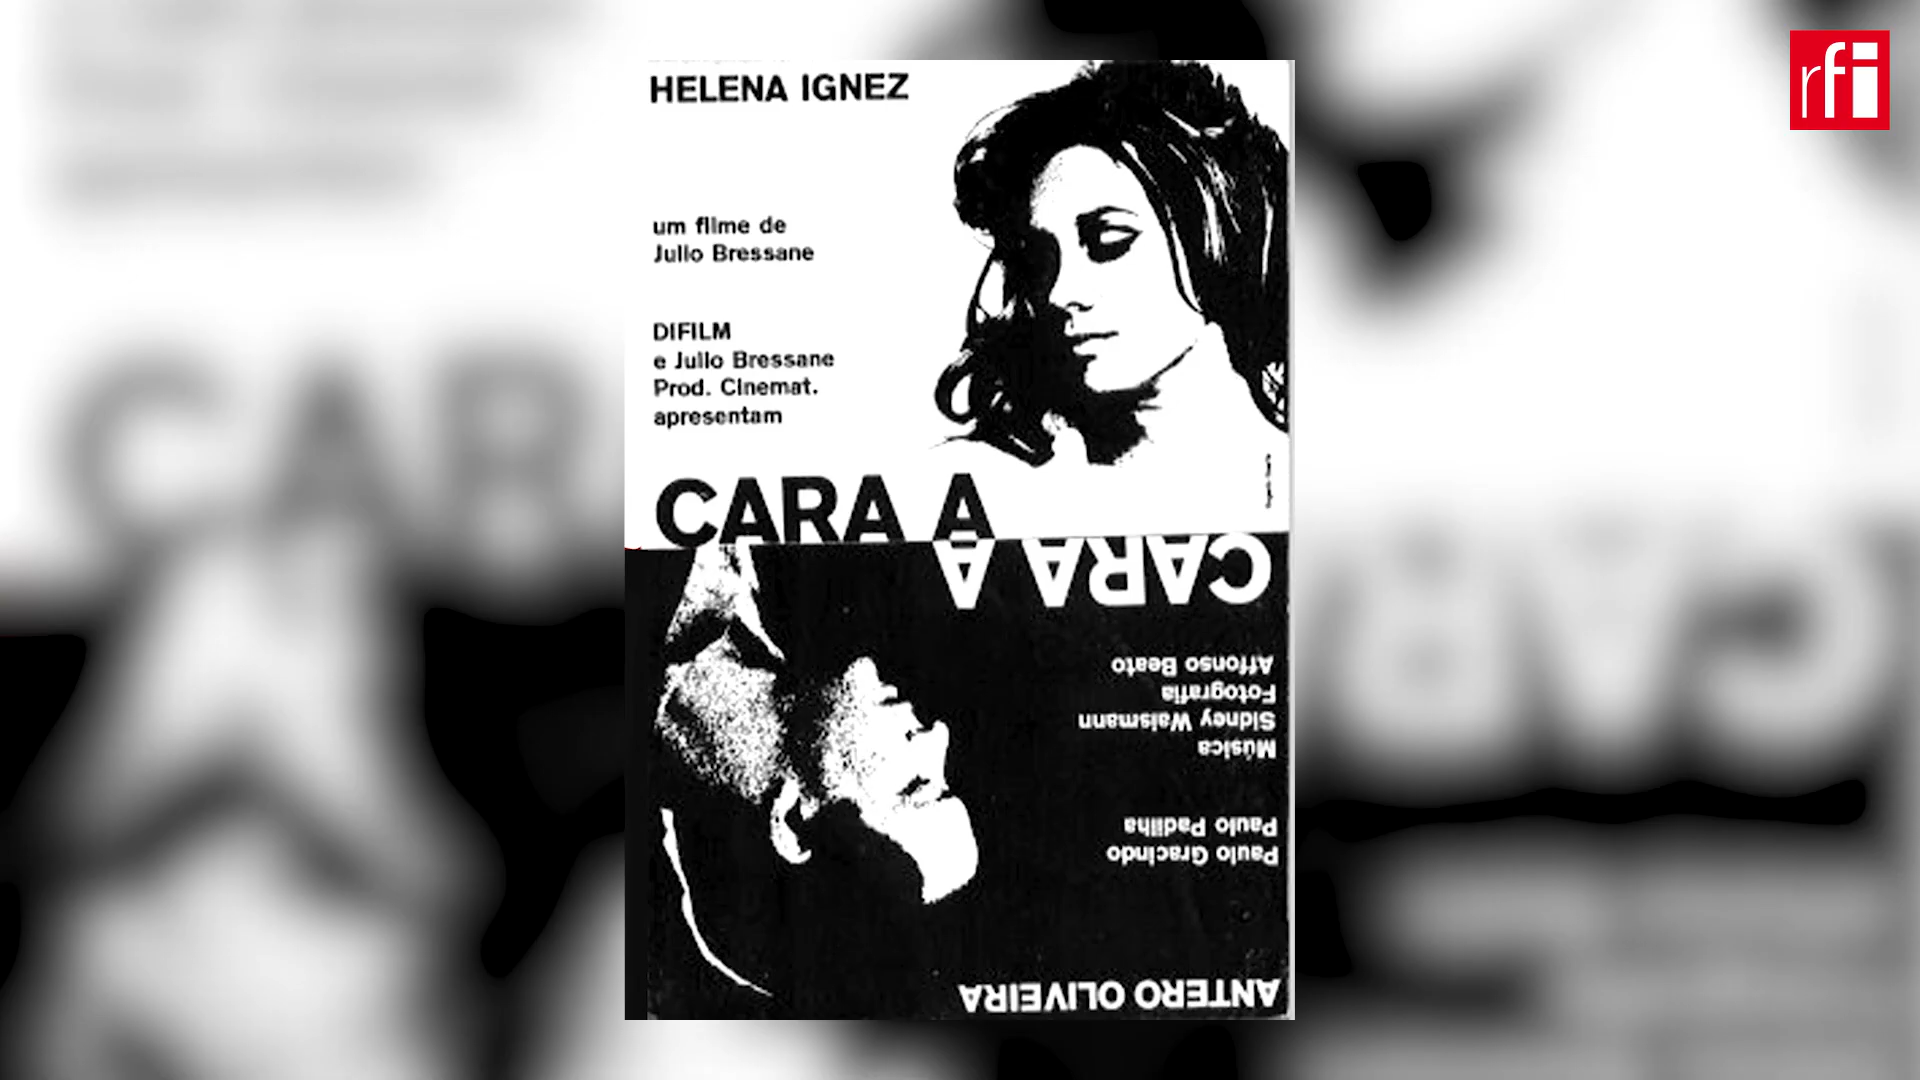 HELENA IGNEZ
um filme de
Julio Bressane
DIFILM
e Julio Bressane
Prod. Cinemat.
apresentam
CARA A
CARA A
ANTERO OLIVEIRA
Paulo Gracindo
Paulo Padilha
Música
Sidney Waismann
Fotografia
Affonso Beato
rfi